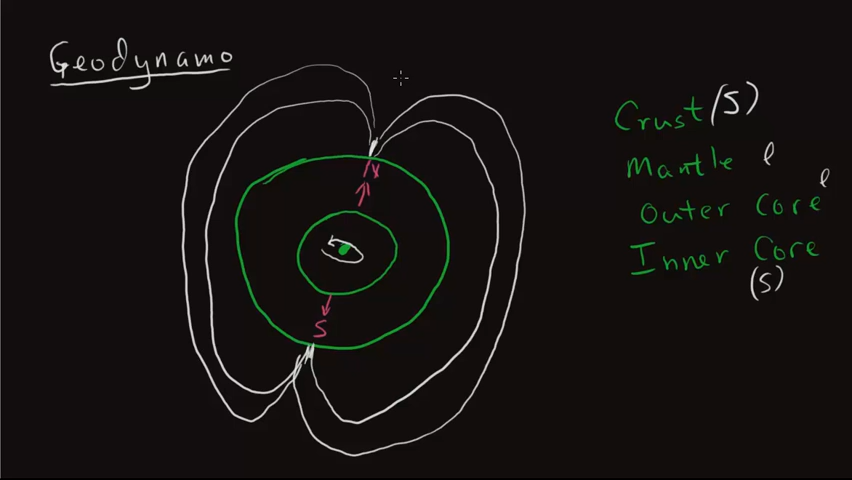 Geodynamo
N
S
Crust (S)
Mantle l
Outer Core l
Inner Core
(S)